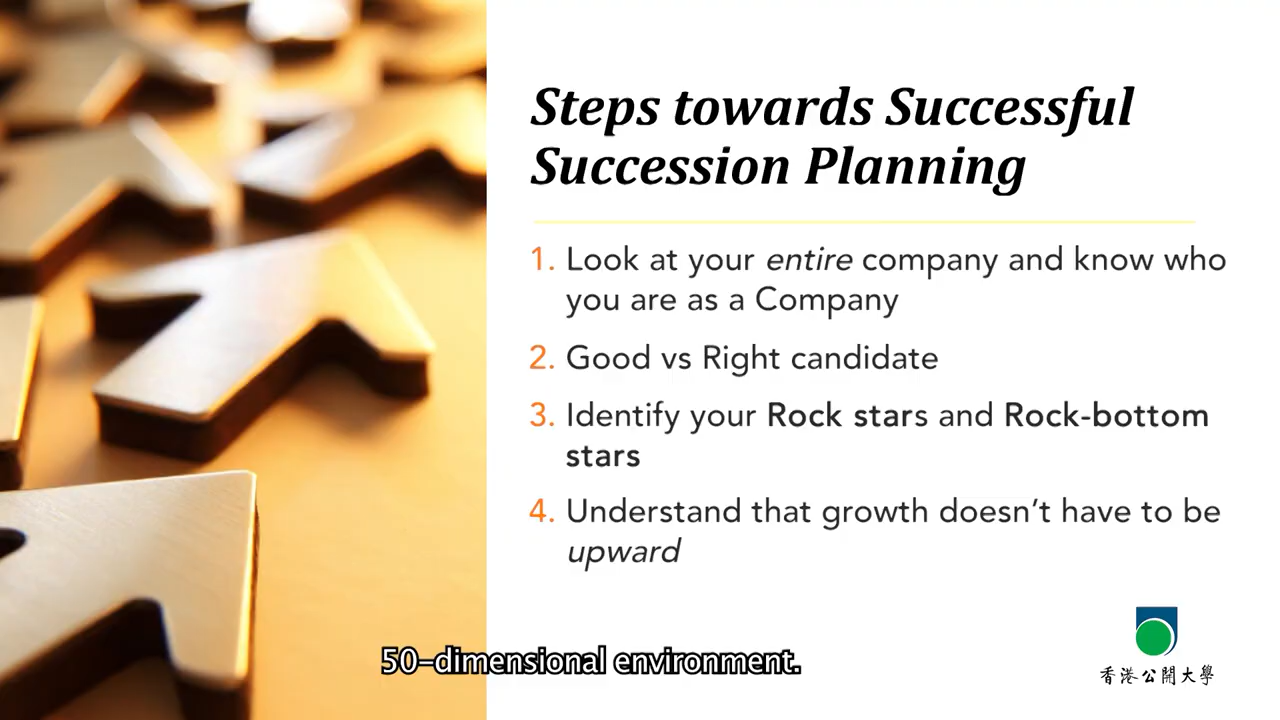 Steps towards Successful
Succession Planning
1. Look at your entire company and know who
you are as a Company
2. Good vs Right candidate
3. Identify your Rock stars and Rock-bottom
stars
4. Understand that growth doesn’t have to be
upward
50-dimensional environment.
香港公開大學